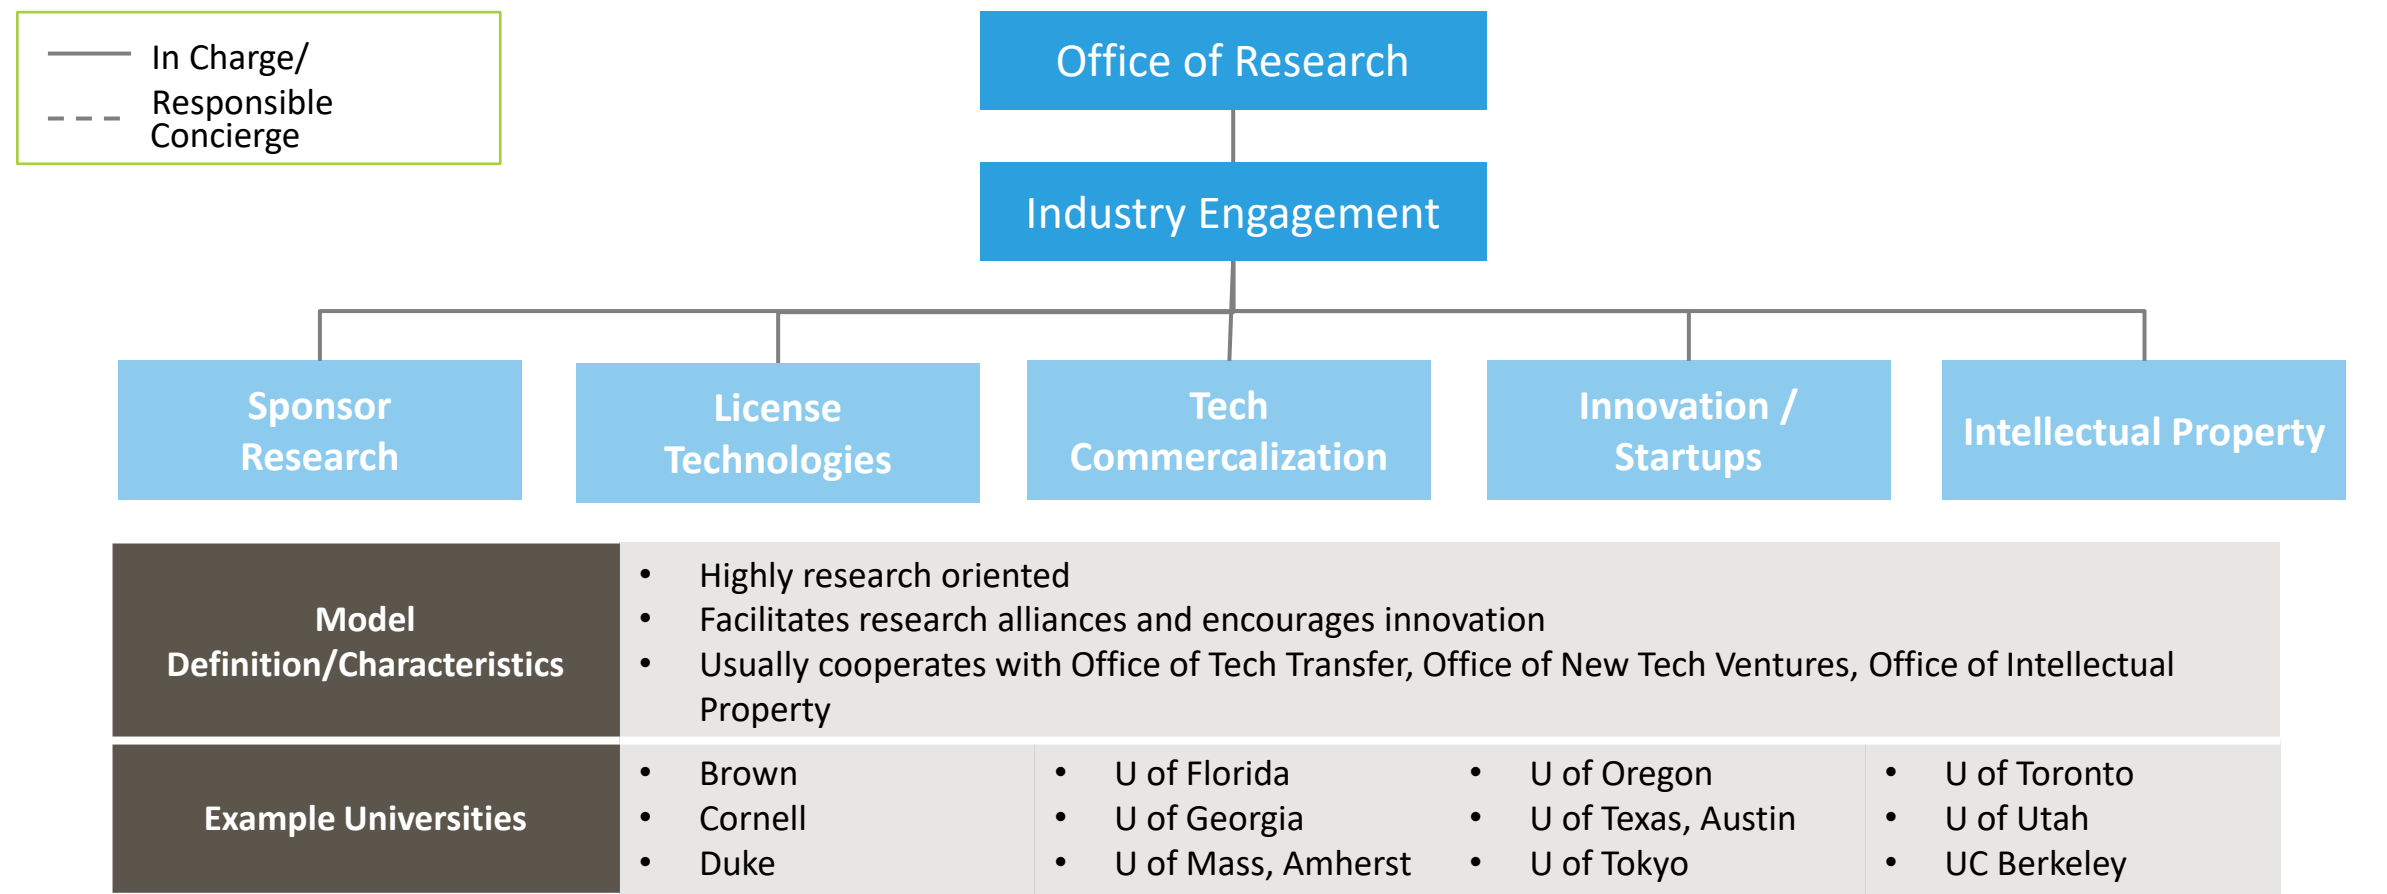 In Charge/
Responsible
Concierge
Office of Research
Industry Engagement
Sponsor
Research
License
Technologies
Tech
Commercalization
Innovation /
Startups
Intellectual Property
Model
Definition/Characteristics
• Highly research oriented
• Facilitates research alliances and encourages innovation
• Usually cooperates with Office of Tech Transfer, Office of New Tech Ventures, Office of Intellectual
Property
Example Universities
• Brown
• Cornell
• Duke
• U of Florida
• U of Georgia
• U of Mass, Amherst
• U of Oregon
• U of Texas, Austin
• U of Tokyo
• U of Toronto
• U of Utah
• UC Berkeley